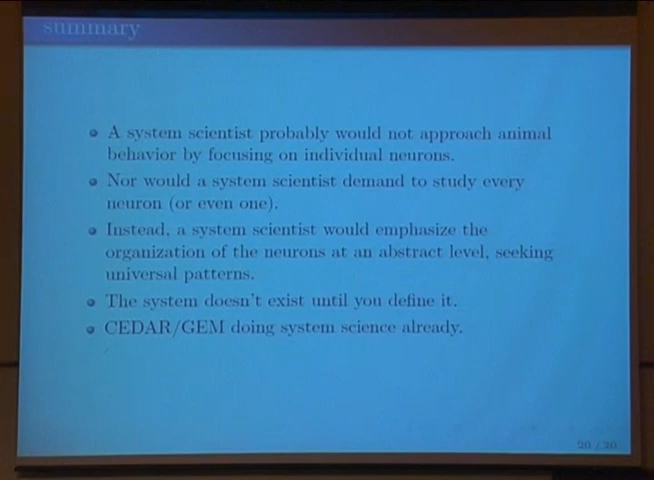 summary
A system scientist probably would not approach animal
behavior by focusing on individual neurons.
Nor would a system scientist demand to study every
neuron (or even one).
Instead, a system scientist would emphasize the
organization of the neurons at an abstract level, seeking
universal patterns.
The system doesn't exist until you define it.
CEDAR/GEM doing system science already.
20 / 20